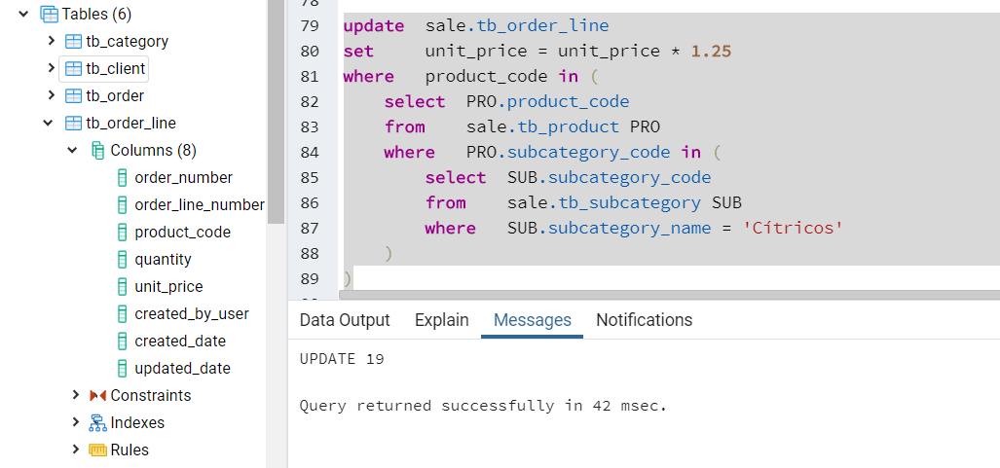 Tables (6)
tb_category
tb_client
tb_order
tb_order_line
Columns (8)
order_number
order_line_number
product_code
quantity
unit_price
created_by_user
created_date
updated_date
Constraints
Indexes
Rules
79 update  sale.tb_order_line
80 set     unit_price = unit_price * 1.25
81 where   product_code in (
82     select  PRO.product_code
83     from    sale.tb_product PRO
84     where   PRO.subcategory_code in (
85         select  SUB.subcategory_code
86         from    sale.tb_subcategory SUB
87         where   SUB.subcategory_name = 'Cítricos'
88     )
89 )
Data Output Explain Messages Notifications
UPDATE 19
Query returned successfully in 42 msec.